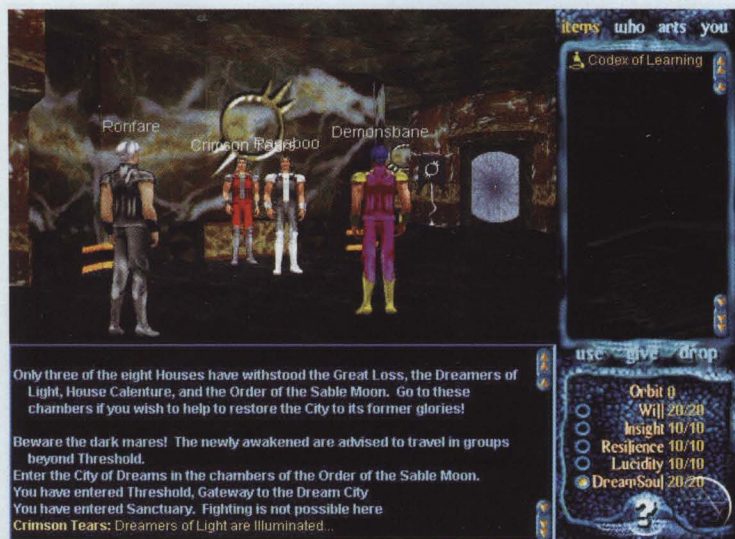 items who arts you
Codex of Learning
Ronfare
Demonsbane
Crimson Tears
Only three of the eight Houses have withstood the Great Loss, the Dreamers of
Light, House Calenture, and the Order of the Sable Moon. Go to these
chambers if you wish to help to restore the City to its former glories!
Beware the dark mares! The newly awakened are advised to travel in groups
beyond Threshold.
Enter the City of Dreams in the chambers of the Order of the Sable Moon.
You have entered Threshold, Gateway to the Dream City
You have entered Sanctuary. Fighting is not possible here
Crimson Tears: Dreamers of Light are Illuminated...
use give drop
Orbit 0
Will 20/20
Insight 10/10
Resilience 10/10
Lucidity 10/10
DreamSoul 20/20
?